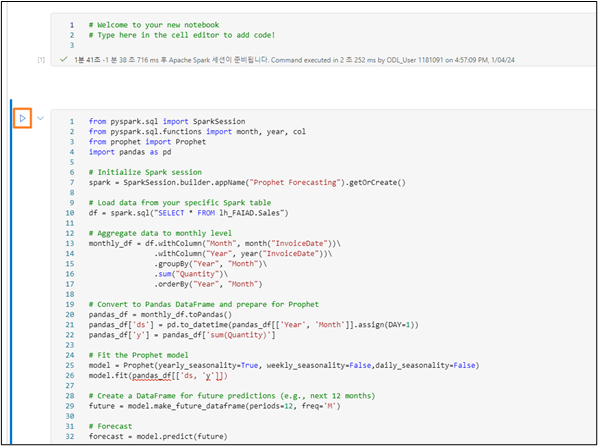 1 # Welcome to your new notebook
2 # Type here in the cell editor to add code!
3
[1] ✓ 1분 41초 -1 분 38 초 716 ms 후 Apache Spark 세션이 준비됩니다. Command executed in 2 초 252 ms by ODL_User 1181091 on 4:57:09 PM, 1/04/24
1 from pyspark.sql import SparkSession
2 from pyspark.sql.functions import month, year, col
3 from prophet import Prophet
4 import pandas as pd
5
6 # Initialize Spark session
7 spark = SparkSession.builder.appName("Prophet Forecasting").getOrCreate()
8
9 # Load data from your specific Spark table
10 df = spark.sql("SELECT * FROM lh_FAIAD.Sales")
11
12 # Aggregate data to monthly level
13 monthly_df = df.withColumn("Month", month("InvoiceDate"))\
14 .withColumn("Year", year("InvoiceDate"))\
15 .groupBy("Year", "Month")\
16 .sum("Quantity")\
17 .orderBy("Year", "Month")
18
19 # Convert to Pandas DataFrame and prepare for Prophet
20 pandas_df = monthly_df.toPandas()
21 pandas_df['ds'] = pd.to_datetime(pandas_df[['Year', 'Month']].assign(DAY=1))
22 pandas_df['y'] = pandas_df['sum(Quantity)']
23
24 # Fit the Prophet model
25 model = Prophet(yearly_seasonality=True, weekly_seasonality=False,daily_seasonality=False)
26 model.fit(pandas_df[['ds, 'y']])
27
28 # Create a DataFrame for future predictions (e.g., next 12 months)
29 future = model.make_future_dataframe(periods=12, freq='M')
30
31 # Forecast
32 forecast = model.predict(future)